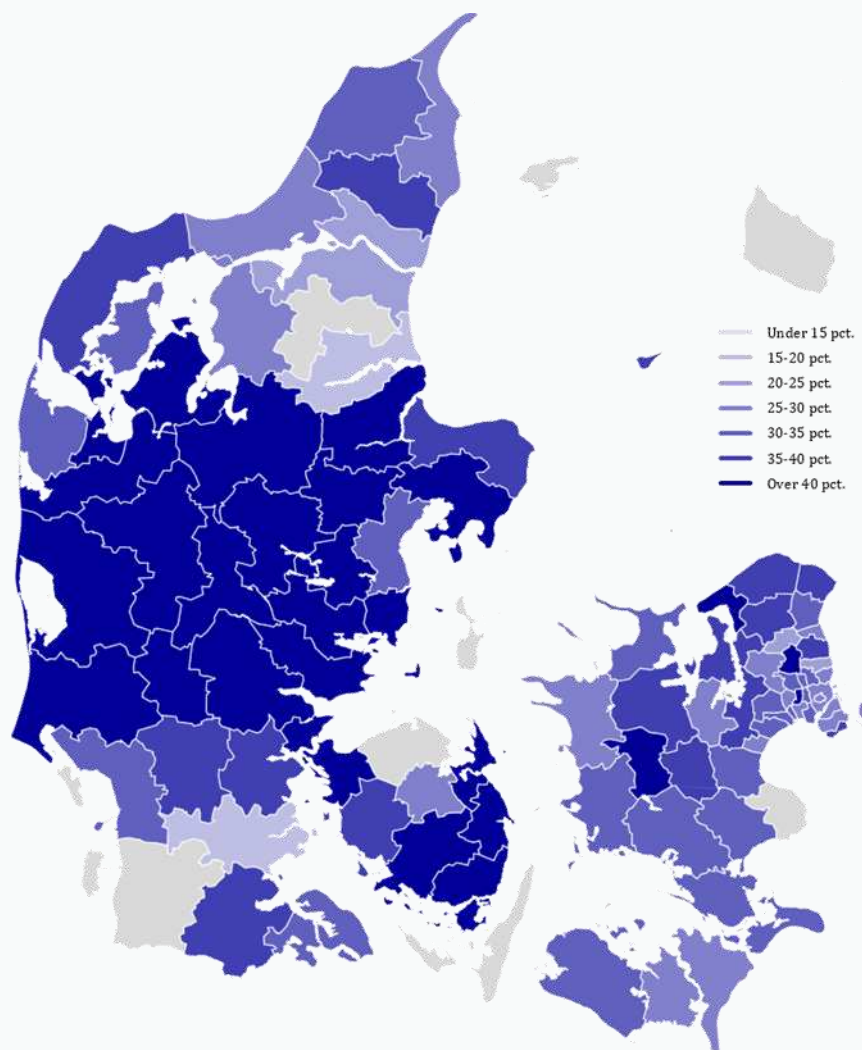 Under 15 pct.
15-20 pct.
20-25 pct.
25-30 pct.
30-35 pct.
35-40 pct.
Over 40 pct.